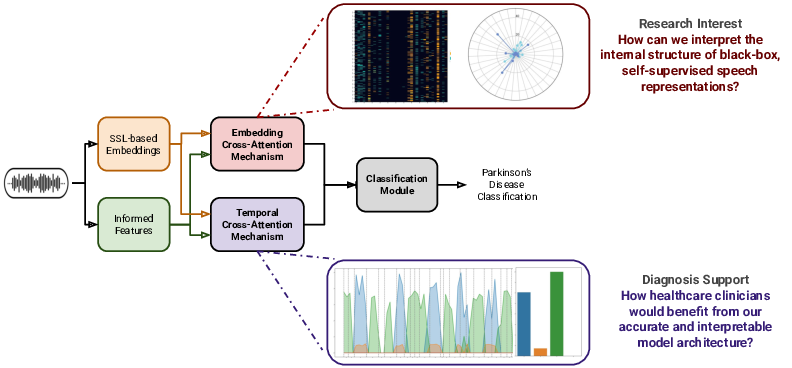 Research Interest
How can we interpret the
internal structure of black-box,
self-supervised speech
representations?
SSL-based
Embeddings
Embedding
Cross-Attention
Mechanism
Classification
Module
Parkinson's
Disease
Classification
Informed
Features
Temporal
Cross-Attention
Mechanism
Diagnosis Support
How healthcare clinicians
would benefit from our
accurate and interpretable
model architecture?